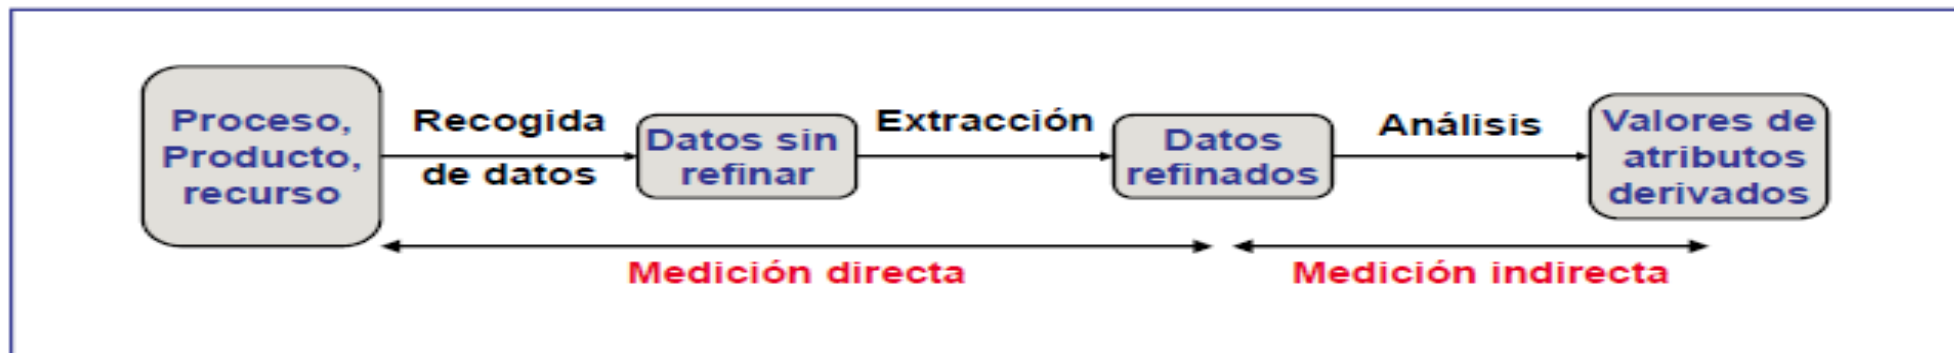 Proceso,
Producto,
recurso
Recogida
de datos
Datos sin
refinar
Extracción
Datos
refinados
Análisis
Valores de
atributos
derivados
Medición directa
Medición indirecta